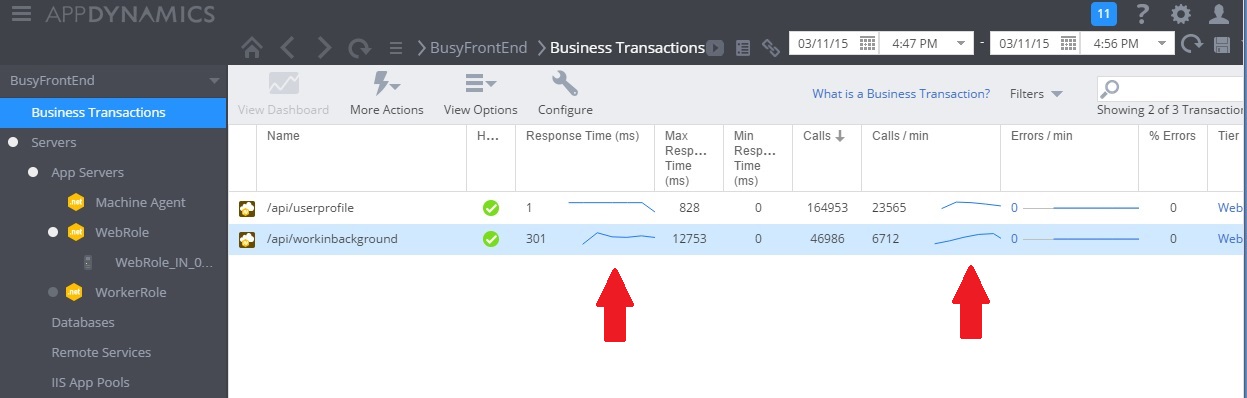 APPDYNAMICS
11
BusyFrontEnd
Business Transactions
03/11/15
4:47 PM
-
03/11/15
4:56 PM
BusyFrontEnd
Business Transactions
Servers
App Servers
.net Machine Agent
.net WebRole
WebRole_IN_0...
.net WorkerRole
Databases
Remote Services
IIS App Pools
View Dashboard
More Actions
View Options
Configure
What is a Business Transaction?
Filters
Showing 2 of 3 Transactio
Name
H...
Response Time (ms)
Max Resp... Time (ms)
Min Resp... Time (ms)
Calls
Calls / min
Errors / min
% Errors
Tier
/api/userprofile 1 828 0 164953 23565 0 0 Web
/api/workinbackground 301 12753 0 46986 6712 0 0 Web